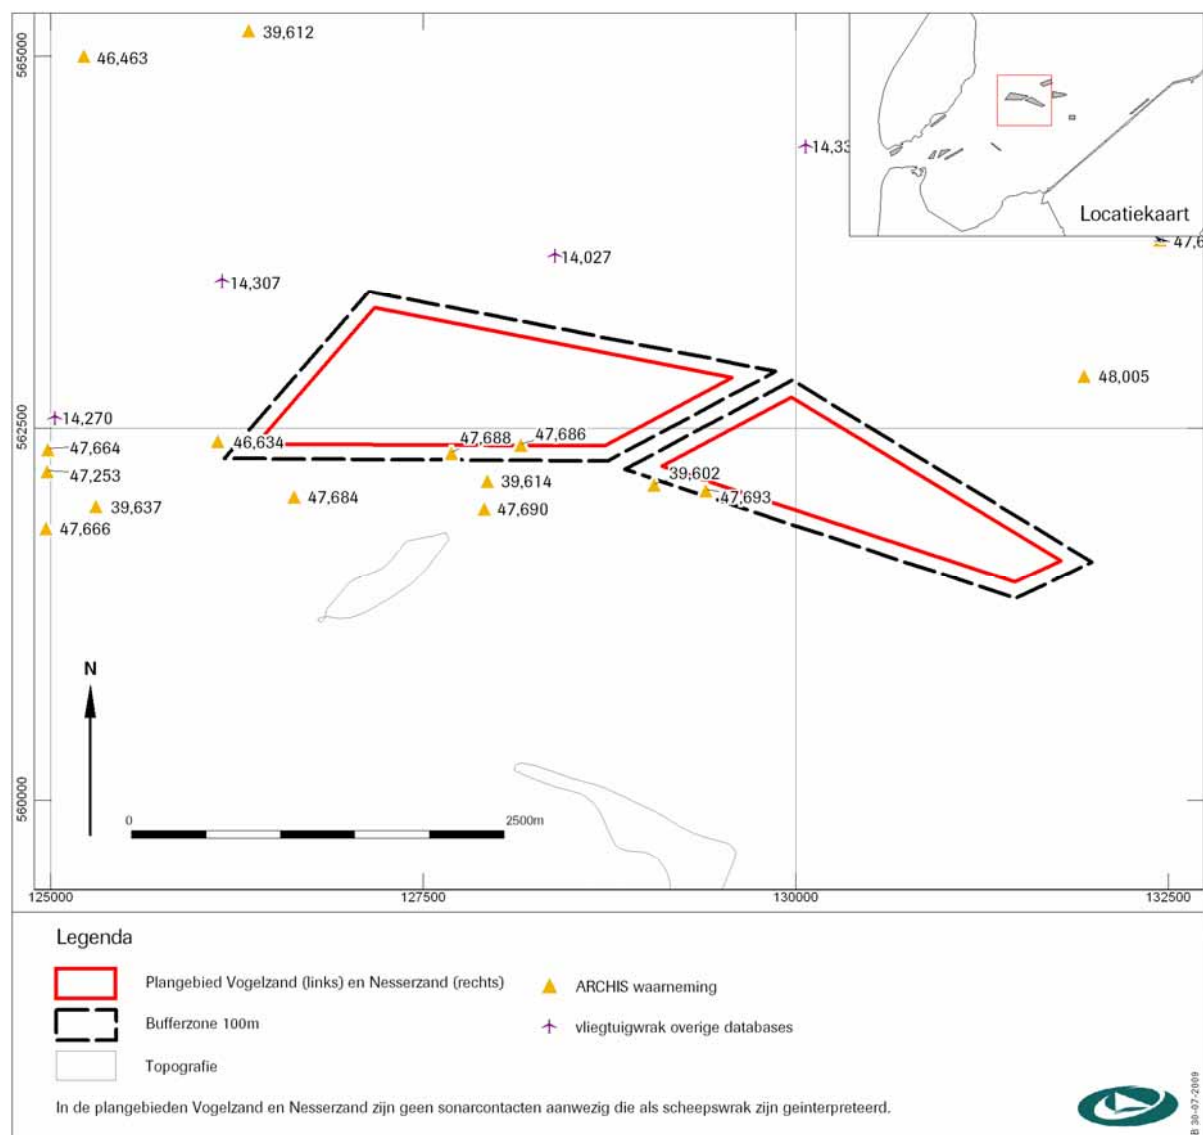 39,612
46,463
565000
14,33
Locatiekaart
47,6
14,027
14,307
48,005
14,270
562500
46,634
47,688
47,686
47,664
39,602
47,253
39,614
47,684
47,693
39,637
47,690
47,666
N
560000
0
2500m
125000
127500
130000
132500
Legenda
Plangebied Vogelzand (links) en Nesserzand (rechts)
ARCHIS waarneming
Bufferzone 100m
vliegtuigwrak overige databases
Topografie
In de plangebieden Vogelzand en Nesserzand zijn geen sonarcontacten aanwezig die als scheepswrak zijn geinterpreteerd.
B 30-07-2009